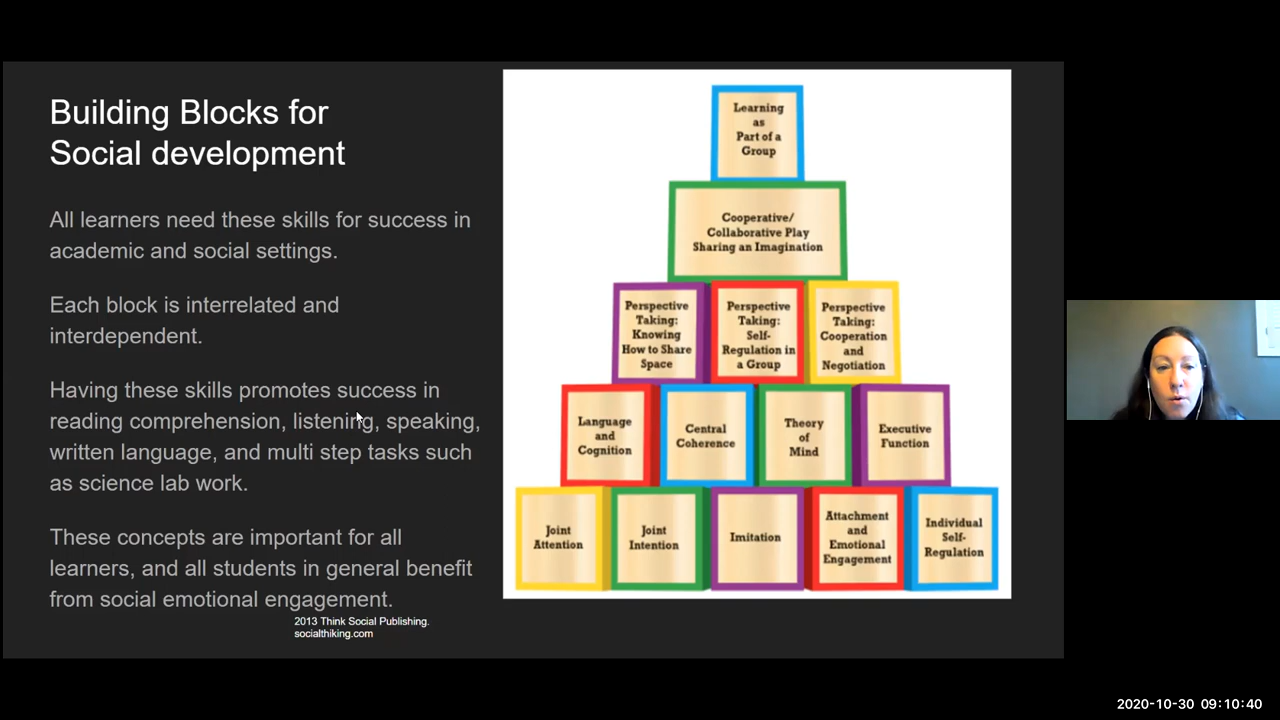 Building Blocks for
Social development
All learners need these skills for success in
academic and social settings.
Each block is interrelated and
interdependent.
Having these skills promotes success in
reading comprehension, listening, speaking,
written language, and multi step tasks such
as science lab work.
These concepts are important for all
learners, and all students in general benefit
from social emotional engagement.
2013 Think Social Publishing.
socialthiking.com
Learning
as
Part of a
Group
Cooperative/
Collaborative Play
Sharing an Imagination
Perspective
Taking:
Knowing
How to Share
Space
Perspective
Taking:
Self-
Regulation in
a Group
Perspective
Taking:
Cooperation
and
Negotiation
Language
and
Cognition
Central
Coherence
Theory
of
Mind
Executive
Function
Joint
Attention
Joint
Intention
Imitation
Attachment
and
Emotional
Engagement
Individual
Self-
Regulation
2020-10-30 09:10:40